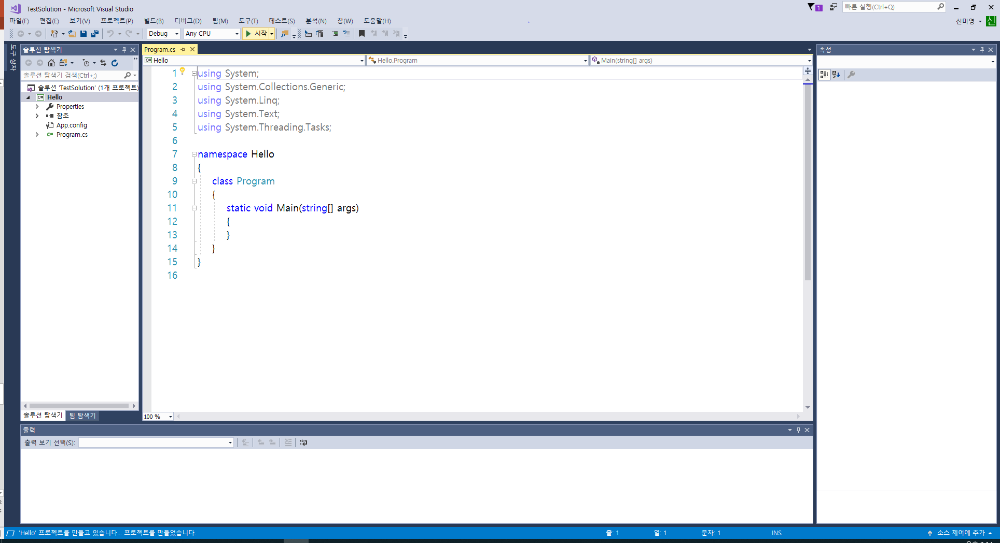 TestSolution - Microsoft Visual Studio
1
빠른 실행(Ctrl+Q)
파일(F) 편집(E) 보기(V) 프로젝트(P) 빌드(B) 디버그(D) 팀(M) 도구(T) 테스트(S) 분석(N) 창(W) 도움말(H)
신미영 신
Debug Any CPU 시작
도구 상자
솔루션 탐색기
솔루션 탐색기 검색(Ctrl+;)
솔루션 'TestSolution' (1개 프로젝트)
Hello
Properties
참조
App.config
C# Program.cs
솔루션 탐색기 팀 탐색기
Program.cs
C# Hello Hello.Program Main(string[] args)
1 using System;
2 using System.Collections.Generic;
3 using System.Linq;
4 using System.Text;
5 using System.Threading.Tasks;
6
7 namespace Hello
8 {
9 class Program
10 {
11 static void Main(string[] args)
12 {
13 }
14 }
15 }
16
100 %
속성
출력
출력 보기 선택(S):
'Hello' 프로젝트를 만들고 있습니다... 프로젝트를 만들었습니다.
줄: 1 열: 1 문자: 1 INS
소스 제어에 추가